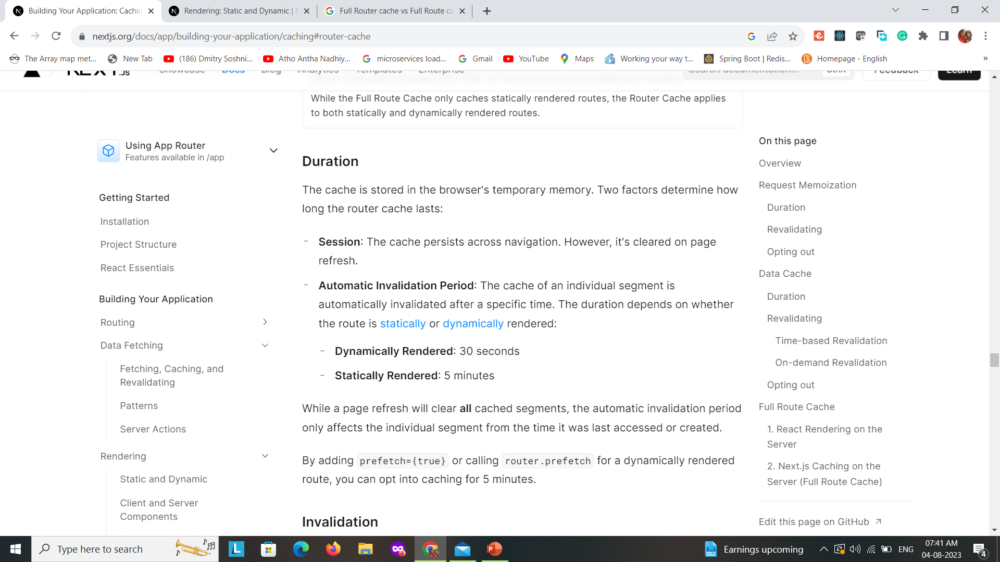 Building Your Application: Cachin
Rendering: Static and Dynamic |
Full Router cache vs Full Route ca
nextjs.org/docs/app/building-your-application/caching#router-cache
The Array map met...
New Tab
(186) Dmitry Soshni...
Atho Antha Nadhiy...
microservices load...
Gmail
YouTube
Maps
Working your way t...
Spring Boot | Redis...
Homepage - English
»
NEXT.JS
Showcase
Docs
Blog
Analytics
Templates
Enterprise
Search documentation...
CtrlK
Feedback
Learn
While the Full Route Cache only caches statically rendered routes, the Router Cache applies
to both statically and dynamically rendered routes.
Using App Router
Features available in /app
Getting Started
Installation
Project Structure
React Essentials
Building Your Application
Routing
Data Fetching
Fetching, Caching, and
Revalidating
Patterns
Server Actions
Rendering
Static and Dynamic
Client and Server
Components
Duration
The cache is stored in the browser's temporary memory. Two factors determine how
long the router cache lasts:
- Session: The cache persists across navigation. However, it's cleared on page
refresh.
- Automatic Invalidation Period: The cache of an individual segment is
automatically invalidated after a specific time. The duration depends on whether
the route is statically or dynamically rendered:
- Dynamically Rendered: 30 seconds
- Statically Rendered: 5 minutes
While a page refresh will clear all cached segments, the automatic invalidation period
only affects the individual segment from the time it was last accessed or created.
By adding prefetch={true} or calling router.prefetch for a dynamically rendered
route, you can opt into caching for 5 minutes.
Invalidation
On this page
Overview
Request Memoization
Duration
Revalidating
Opting out
Data Cache
Duration
Revalidating
Time-based Revalidation
On-demand Revalidation
Opting out
Full Route Cache
1. React Rendering on the
Server
2. Next.js Caching on the
Server (Full Route Cache)
Edit this page on GitHub
Type here to search
Earnings upcoming
ENG
07:41 AM
04-08-2023
4